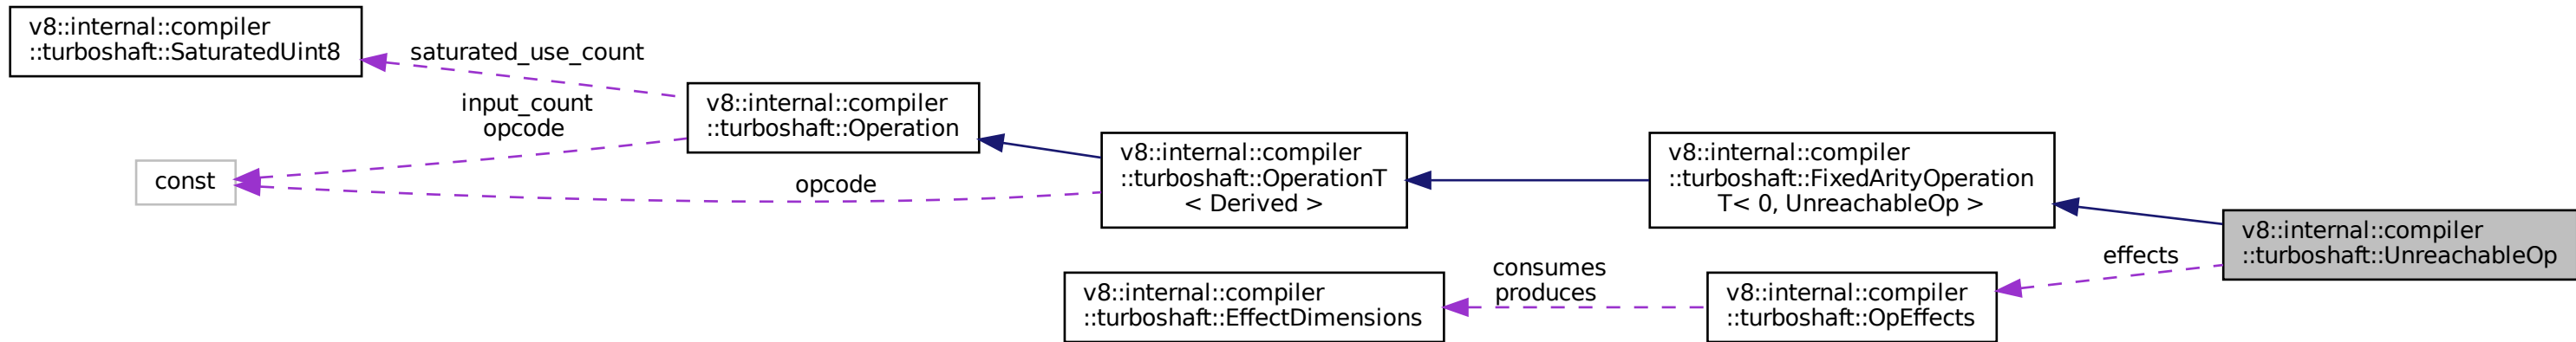 v8::internal::compiler
::turboshaft::SaturatedUint8
saturated_use_count
input_count
opcode
const
v8::internal::compiler
::turboshaft::Operation
opcode
v8::internal::compiler
::turboshaft::OperationT
< Derived >
v8::internal::compiler
::turboshaft::FixedArityOperation
T< 0, UnreachableOp >
v8::internal::compiler
::turboshaft::EffectDimensions
consumes
produces
v8::internal::compiler
::turboshaft::OpEffects
effects
v8::internal::compiler
::turboshaft::UnreachableOp